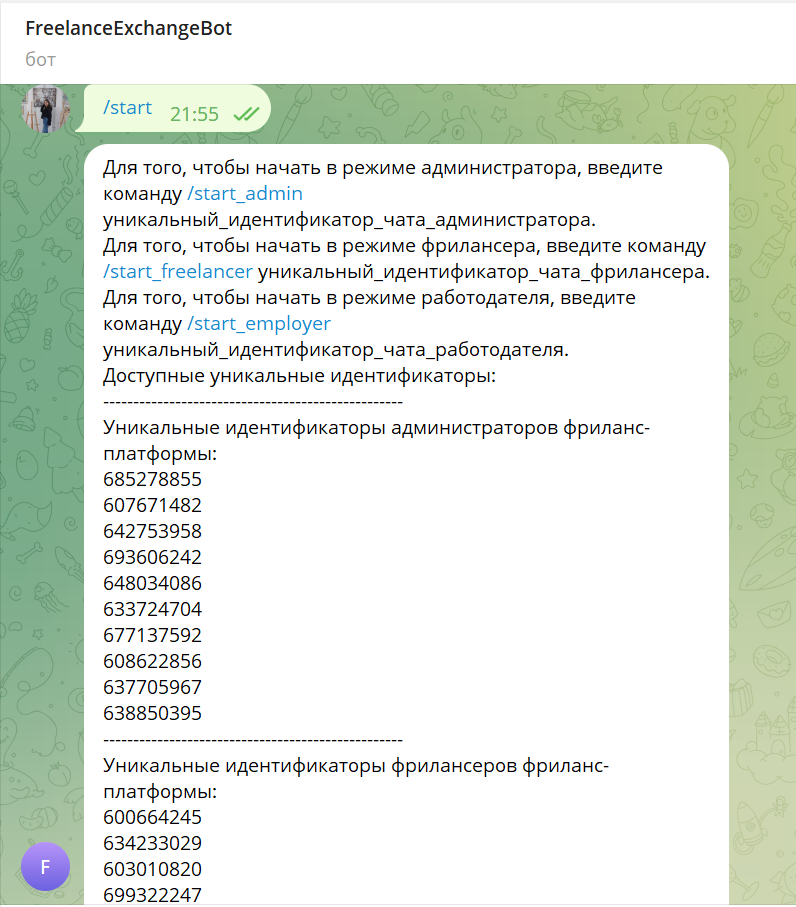 FreelanceExchangeBot
бот
/start 21:55
Для того, чтобы начать в режиме администратора, введите
команду /start_admin
уникальный_идентификатор_чата_администратора.
Для того, чтобы начать в режиме фрилансера, введите команду
/start_freelancer уникальный_идентификатор_чата_фрилансера.
Для того, чтобы начать в режиме работодателя, введите
команду /start_employer
уникальный_идентификатор_чата_работодателя.
Доступные уникальные идентификаторы:
--------------------------------------------------
Уникальные идентификаторы администраторов фриланс-
платформы:
685278855
607671482
642753958
693606242
648034086
633724704
677137592
608622856
637705967
638850395
--------------------------------------------------
Уникальные идентификаторы фрилансеров фриланс-
платформы:
600664245
634233029
603010820
F
699322247